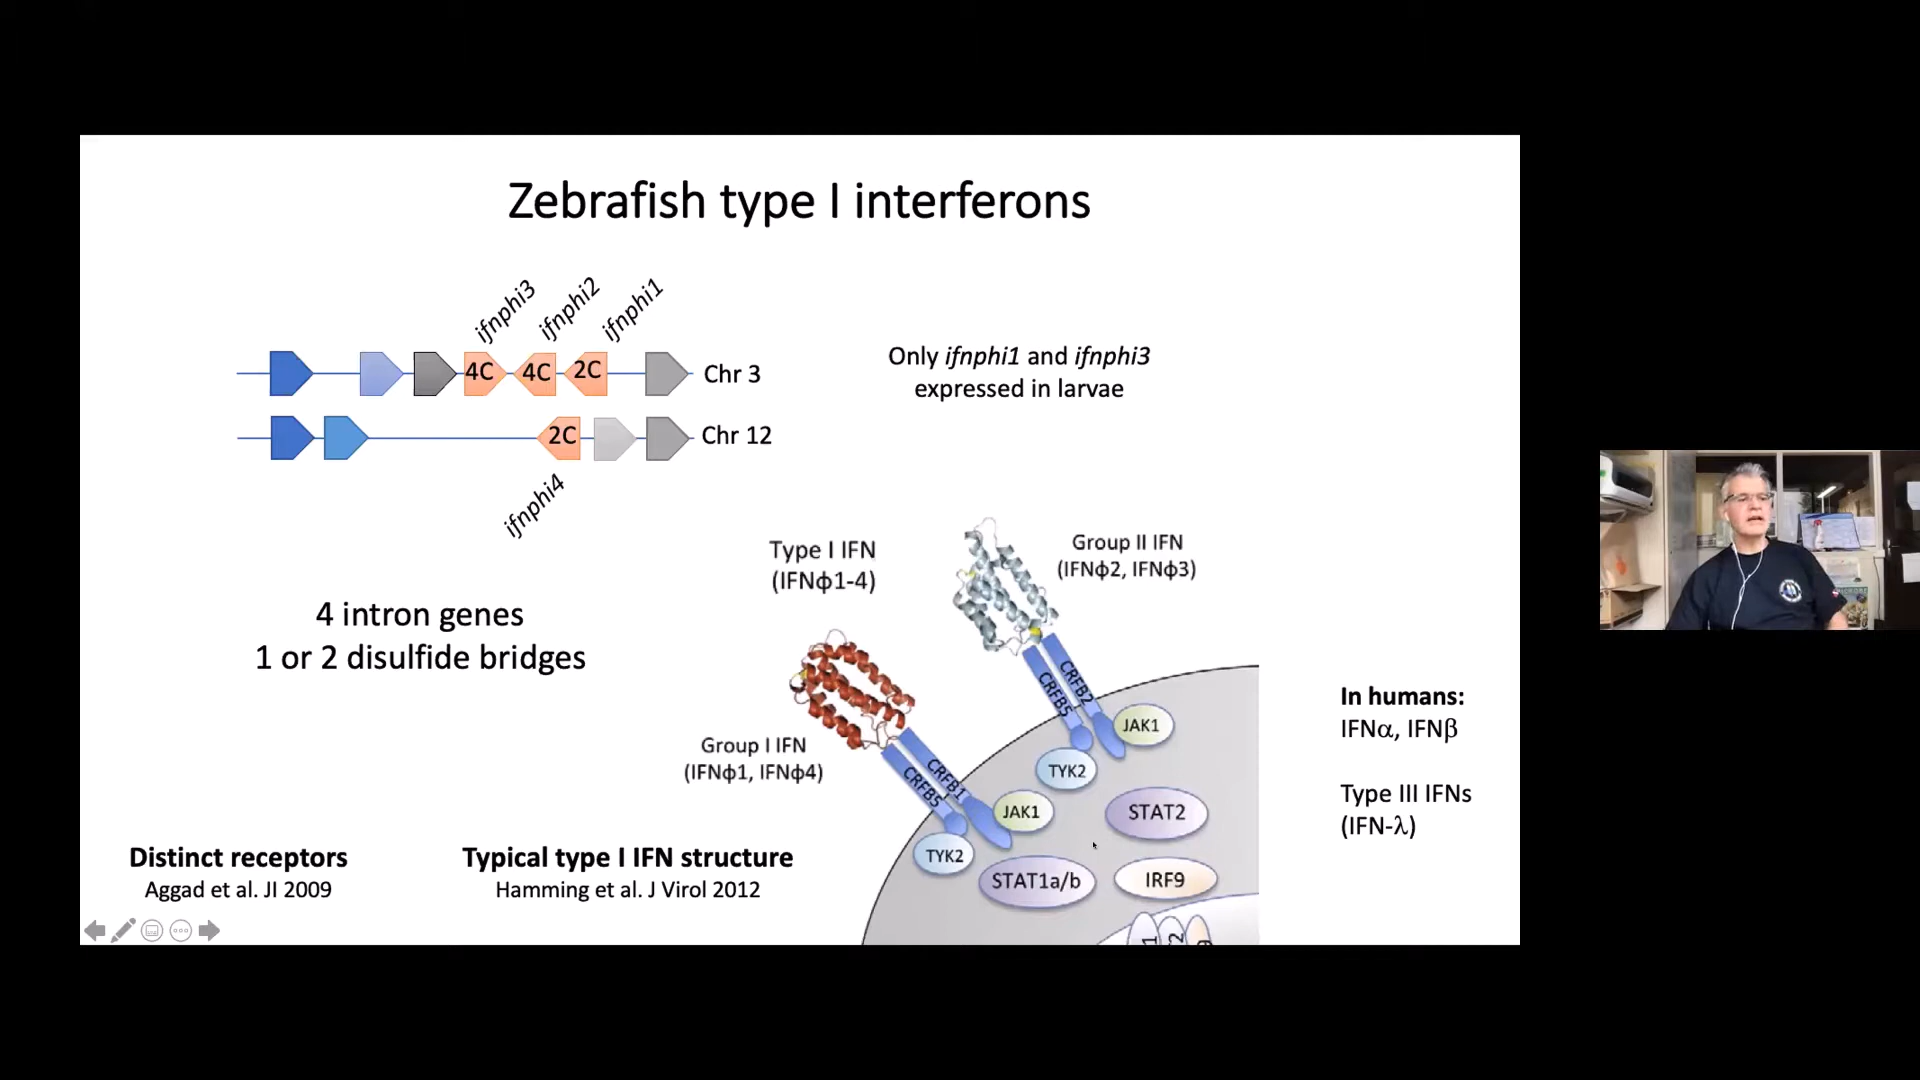 Zebrafish type I interferons
ifnphi3
ifnphi2
ifnphi1
4C
4C
2C
Chr 3
2C
Chr 12
ifnphi4
Only ifnphi1 and ifnphi3
expressed in larvae
4 intron genes
1 or 2 disulfide bridges
Type I IFN
(IFNϕ1-4)
Group II IFN
(IFNϕ2, IFNϕ3)
CRFB5
CRFB2
JAK1
TYK2
Group I IFN
(IFNϕ1, IFNϕ4)
CRFB5
CRFB1
JAK1
TYK2
STAT2
STAT1a/b
IRF9
1
2
In humans:
IFNα, IFNβ
Type III IFNs
(IFN-λ)
Distinct receptors
Aggad et al. JI 2009
Typical type I IFN structure
Hamming et al. J Virol 2012